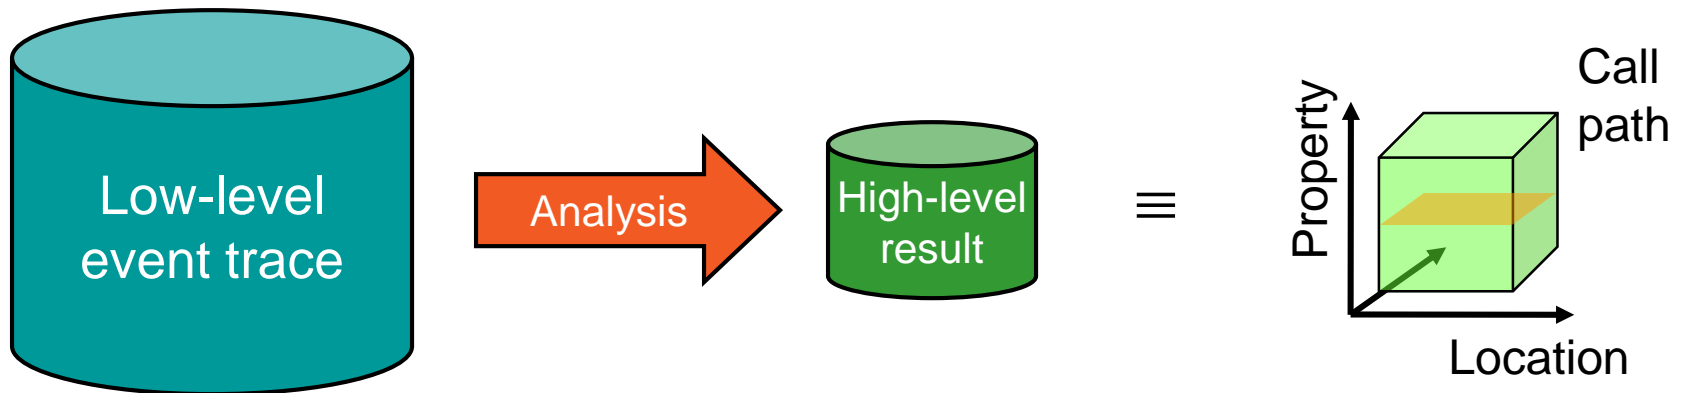 Low-level
event trace
Analysis
High-level
result
≡
Property
Call
path
Location